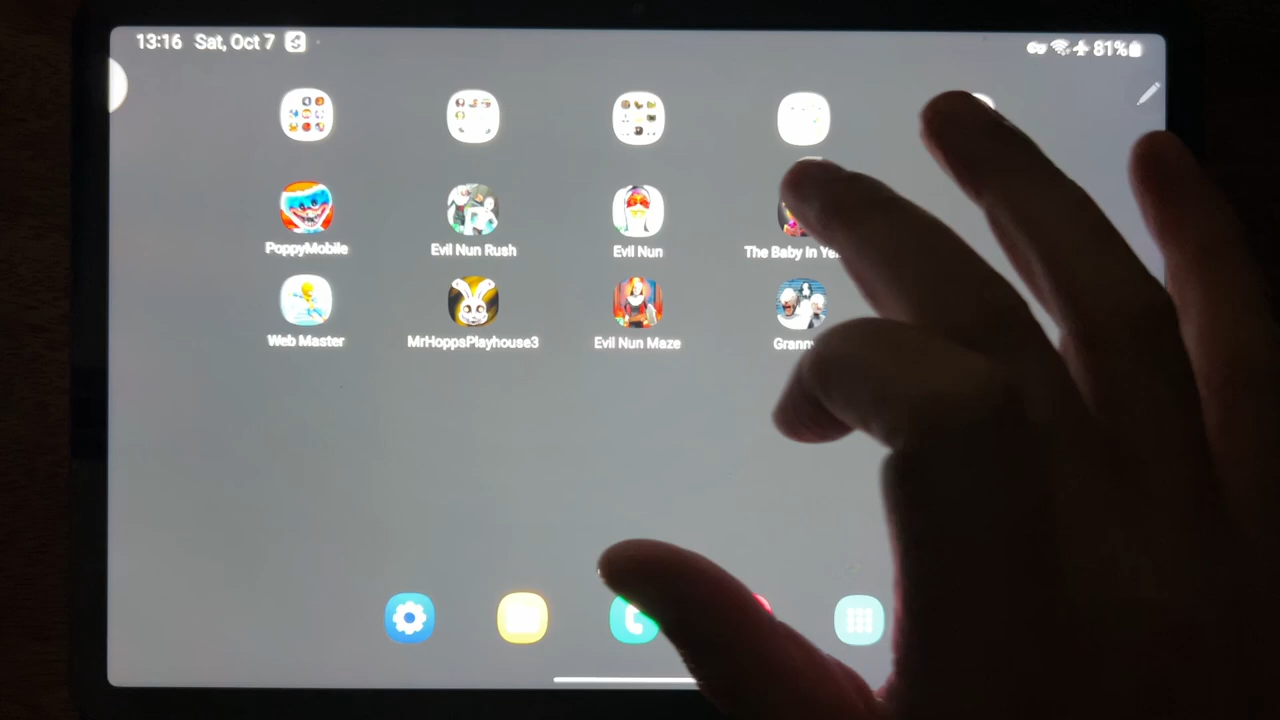 13:16 Sat, Oct 7
81%
PoppyMobile
Evil Nun Rush
Evil Nun
The Baby In Ye
Web Master
MrHoppsPlayhouse3
Evil Nun Maze
Granny